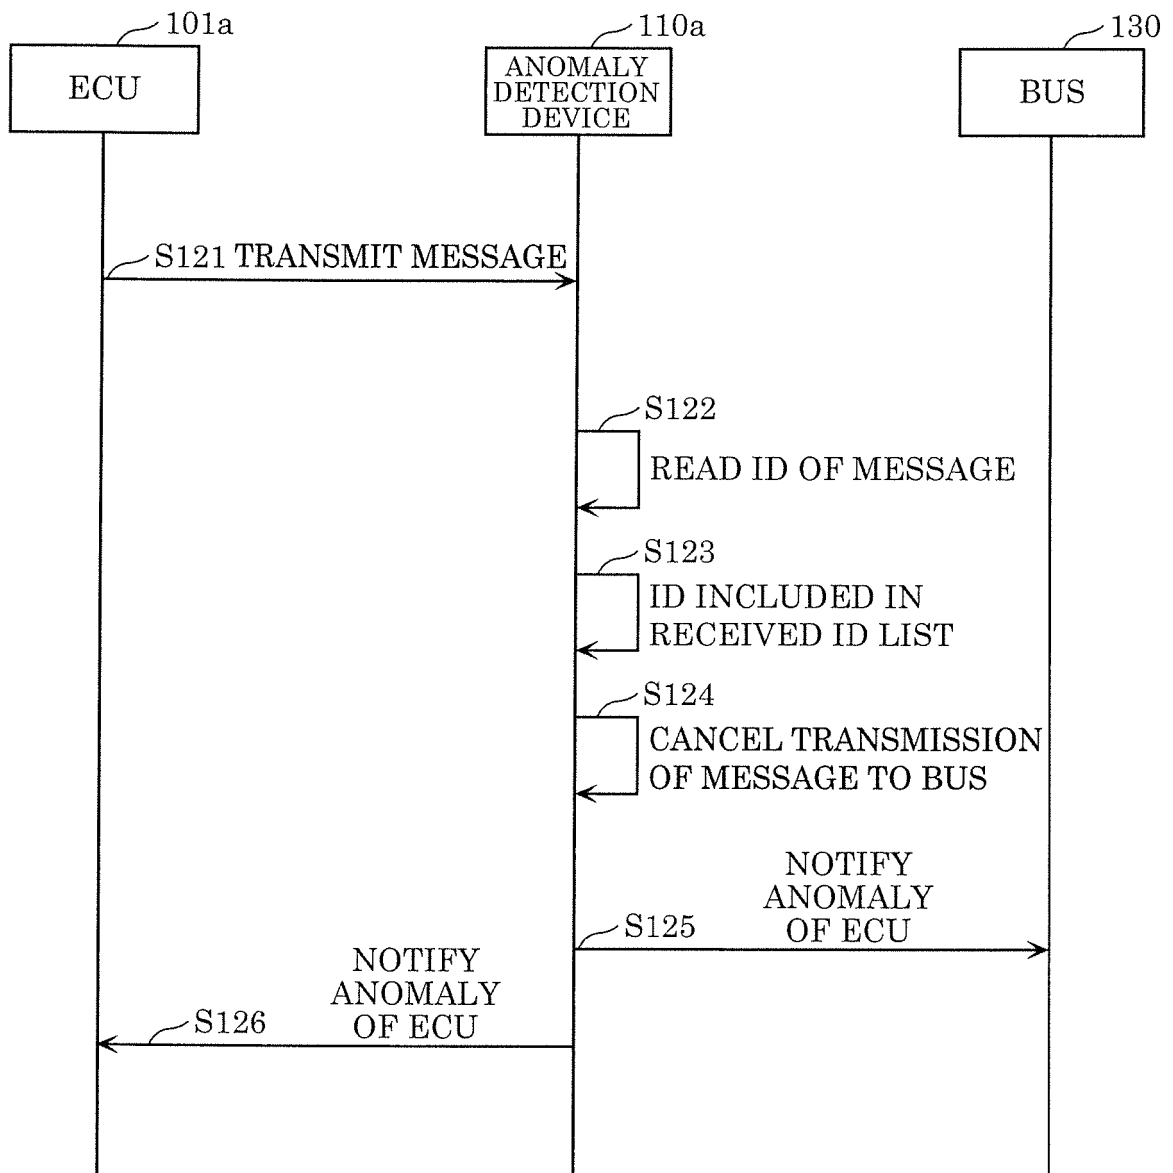 101a
110a
130
ECU
ANOMALY
DETECTION
DEVICE
BUS
S121 TRANSMIT MESSAGE
S122
READ ID OF MESSAGE
S123
ID INCLUDED IN
RECEIVED ID LIST
S124
CANCEL TRANSMISSION
OF MESSAGE TO BUS
NOTIFY
ANOMALY
OF ECU
S125
NOTIFY
ANOMALY
OF ECU
S126